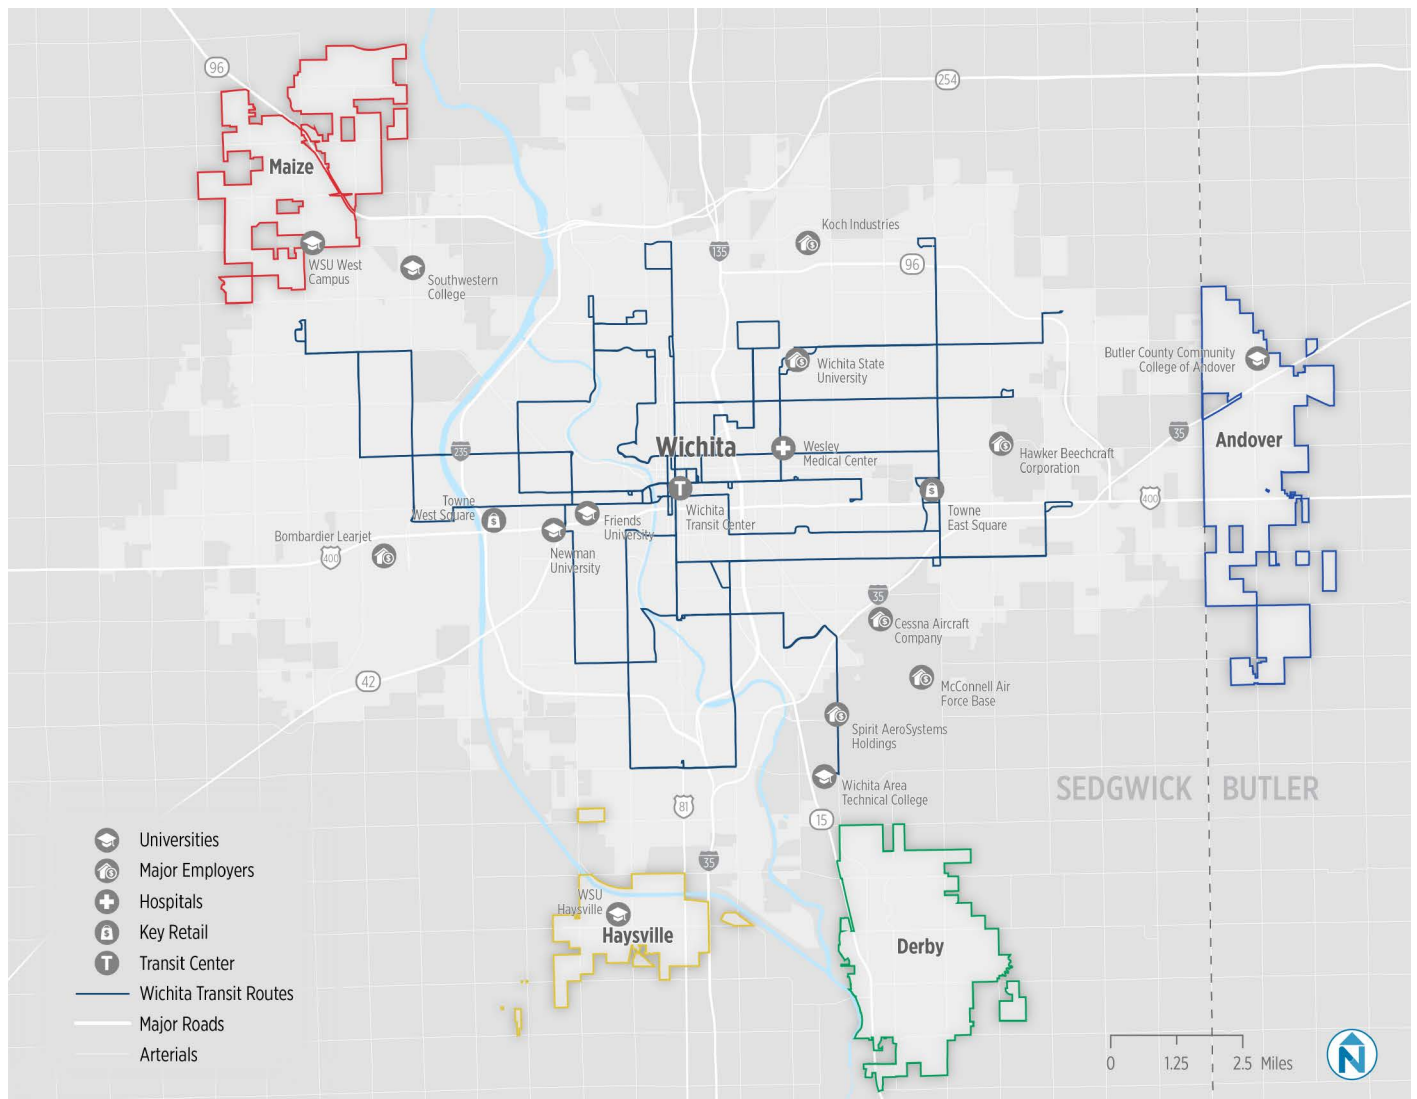 96
254
Maize
Koch Industries
135
96
WSU West
Campus
Southwestern
College
Wichita State
University
Butler County Community
College of Andover
Wichita
Wesley
Medical Center
Hawker Beechcraft
Corporation
35
Andover
235
400
Towne
West Square
Wichita
Transit Center
Towne
East Square
Friends
University
Bombardier Learjet
400
Newman
University
35
Cessna Aircraft
Company
42
McConnell Air
Force Base
Spirit AeroSystems
Holdings
Wichita Area
Technical College
SEDGWICK
BUTLER
81
15
35
WSU
Haysville
Haysville
Derby
Universities
Major Employers
Hospitals
Key Retail
T
Transit Center
Wichita Transit Routes
Major Roads
Arterials
T
0 1.25 2.5 Miles
N